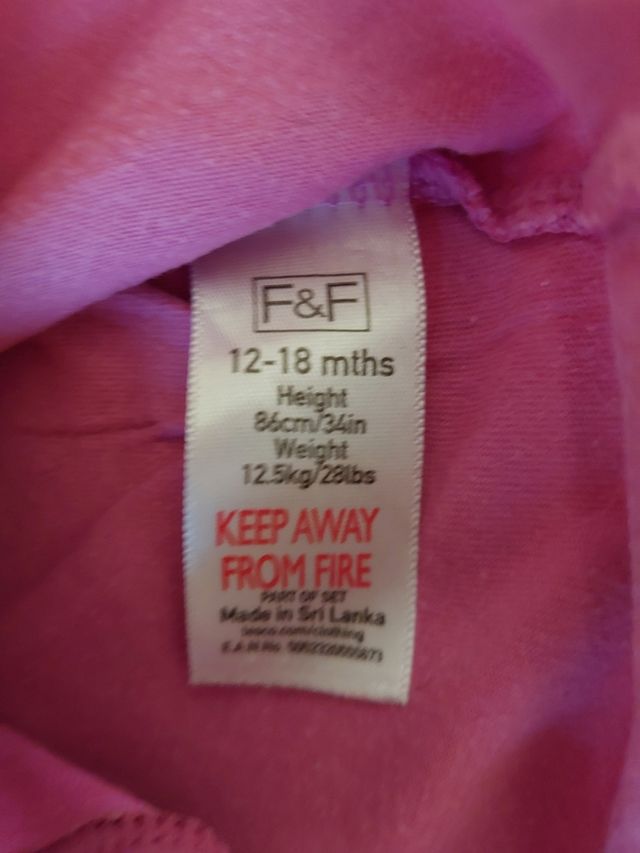 F&F
12-18 mths
Height
86cm/34in
Weight
12.5kg/28lbs
KEEP AWAY
FROM FIRE
PART OF SET
Made in Sri Lanka